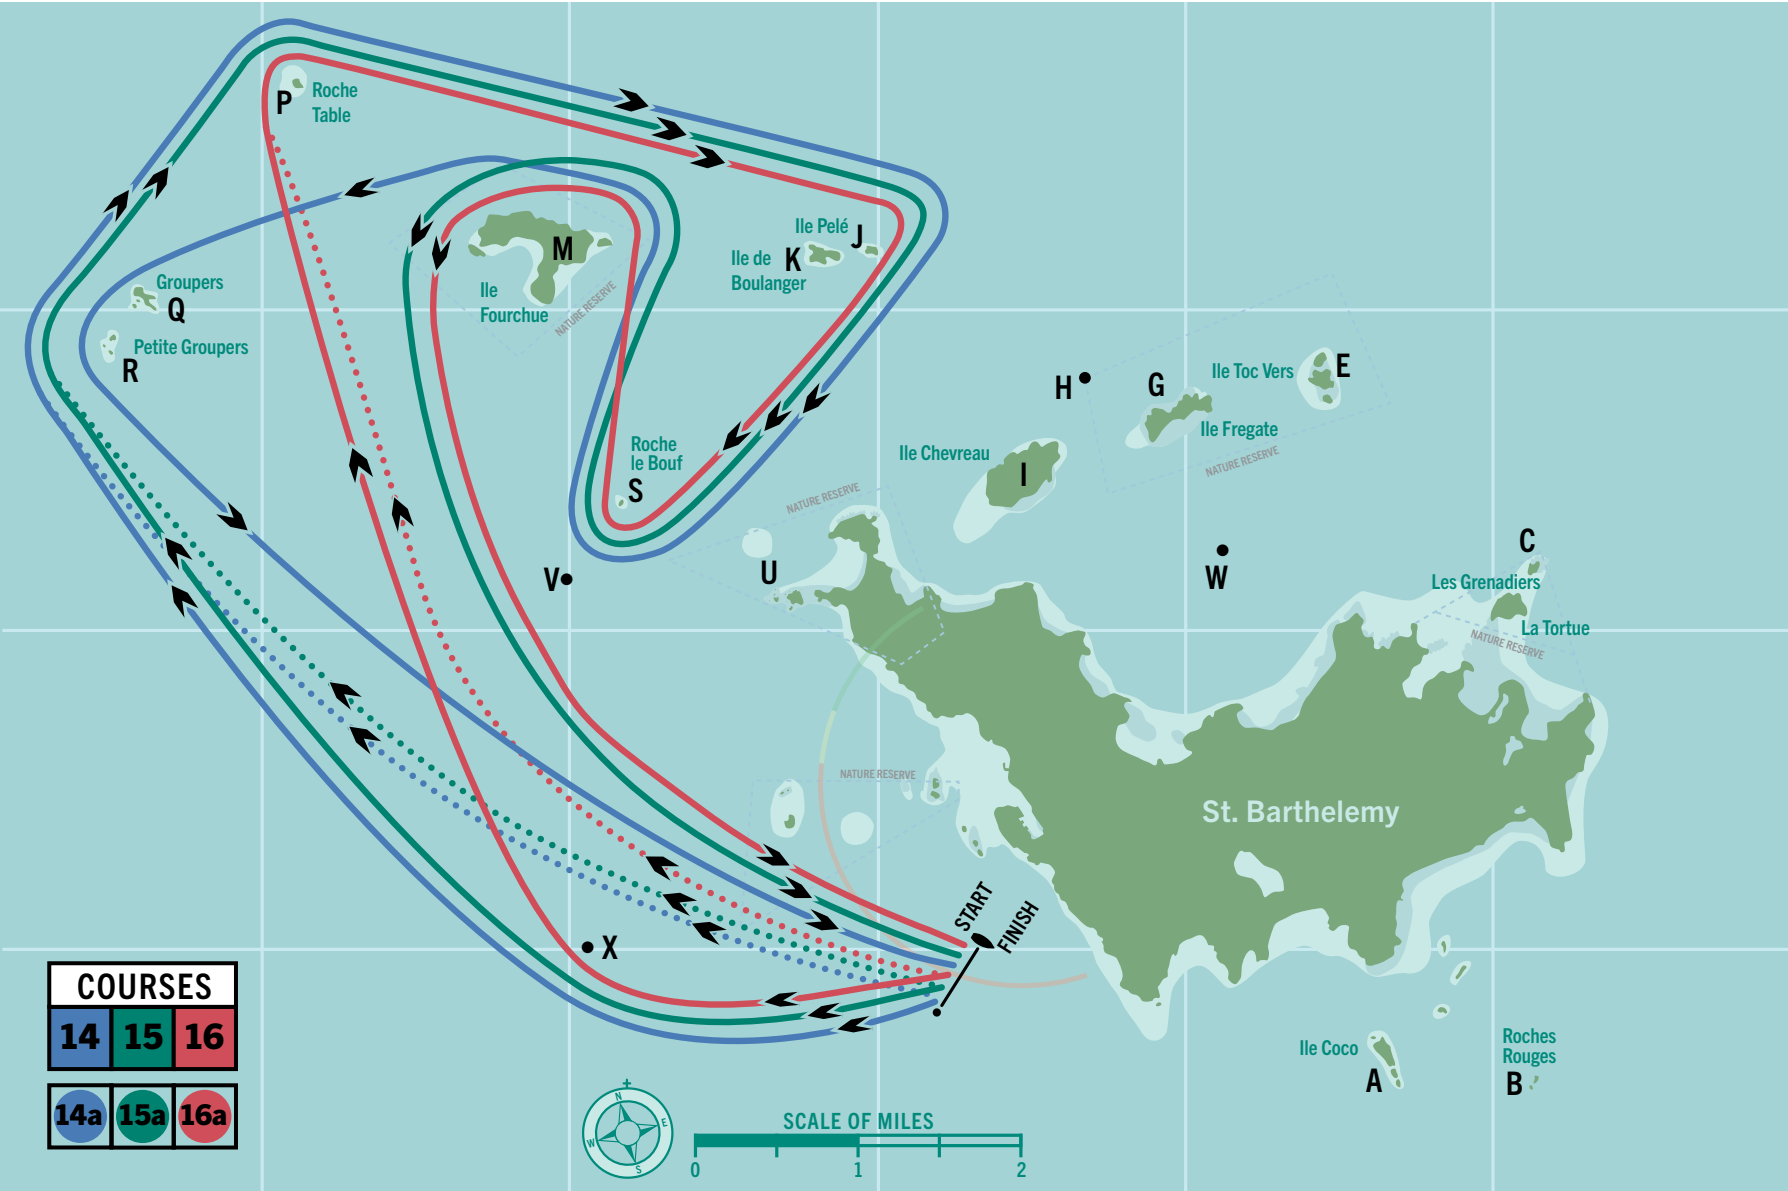 P
Roche
Table
Ile Pelé
J
Ile de
K
Boulanger
M
Ile
Fourchue
NATURE RESERVE
Groupers
Q
Petite Groupers
R
H
G
Ile Toc Vers
E
Ile Fregate
NATURE RESERVE
Ile Chevreau
I
Roche
le Bouf
S
NATURE RESERVE
U
V
W
C
Les Grenadiers
La Tortue
NATURE RESERVE
NATURE RESERVE
St. Barthelemy
START
FINISH
X
COURSES
14 15 16
14a 15a 16a
N
E
S
W
SCALE OF MILES
0 1 2
Ile Coco
A
Roches
Rouges
B